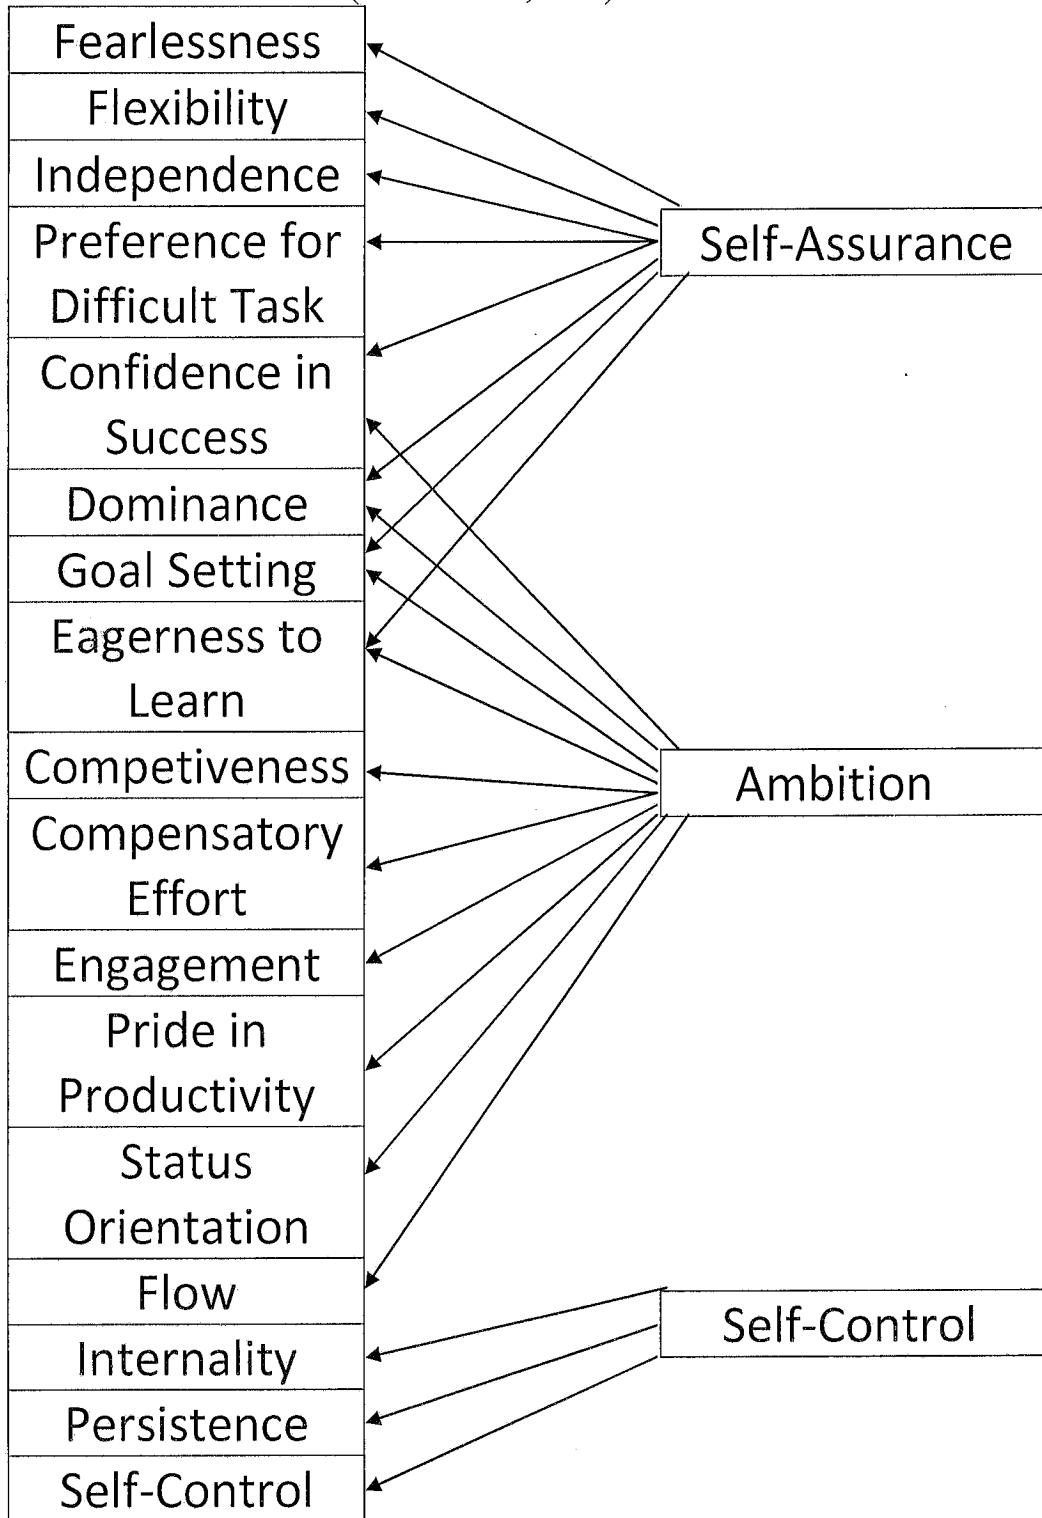 Fearlessness
Flexibility
Independence
Preference for
Difficult Task
Confidence in
Success
Dominance
Goal Setting
Eagerness to
Learn
Competiveness
Compensatory
Effort
Engagement
Pride in
Productivity
Status
Orientation
Flow
Internality
Persistence
Self-Control
Self-Assurance
Ambition
Self-Control